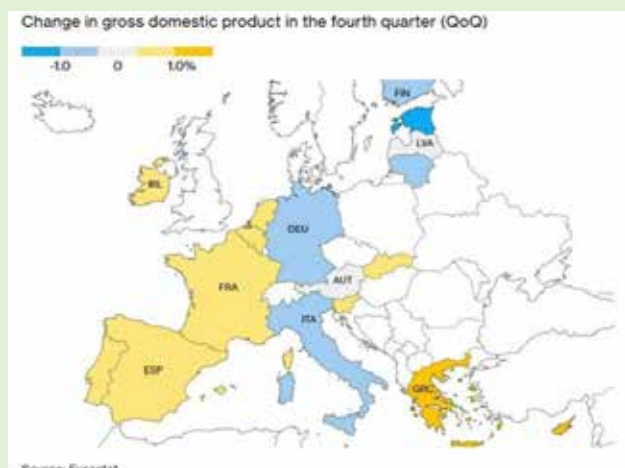 Change in gross domestic product in the fourth quarter (QoQ)
-1.0 0 1.0%
FIN
LVA
IRL
DEU
AUT
FRA
ITA
ESP
GRC